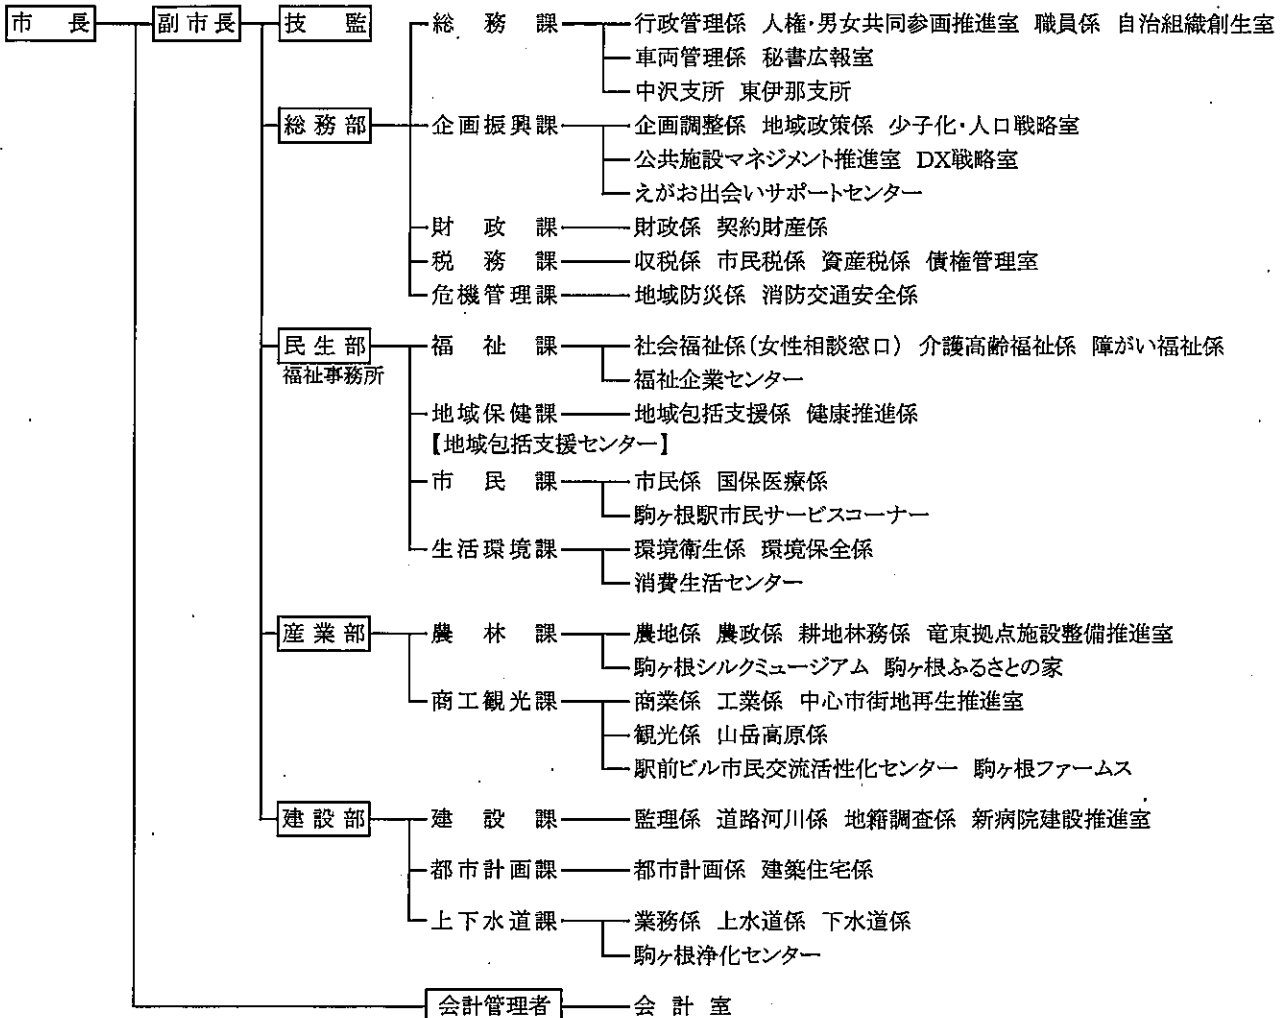 市長 副市長 技監 総務課 行政管理係 人権・男女共同参画推進室 職員係 自治組織創生室
車両管理係 秘書広報室
中沢支所 東伊那支所
総務部 企画振興課 企画調整係 地域政策係 少子化・人口戦略室
公共施設マネジメント推進室 DX戦略室
えがお出会いサポートセンター
財政課 財政係 契約財産係
税務課 収税係 市民税係 資産税係 債権管理室
危機管理課 地域防災係 消防交通安全係
民生部 福祉課 社会福祉係(女性相談窓口) 介護高齢福祉係 障がい福祉係
福祉事務所 福祉企業センター
地域保健課 地域包括支援係 健康推進係
【地域包括支援センター】
市民課 市民係 国保医療係
駒ヶ根駅市民サービスコーナー
生活環境課 環境衛生係 環境保全係
消費生活センター
産業部 農林課 農地係 農政係 耕地林務係 竜東拠点施設整備推進室
駒ヶ根シルクミュージアム 駒ヶ根ふるさとの家
商工観光課 商業係 工業係 中心市街地再生推進室
観光係 山岳高原係
駅前ビル市民交流活性化センター 駒ヶ根ファームス
建設部 建設課 監理係 道路河川係 地籍調査係 新病院建設推進室
都市計画課 都市計画係 建築住宅係
上下水道課 業務係 上水道係 下水道係
駒ヶ根浄化センター
会計管理者 会計室